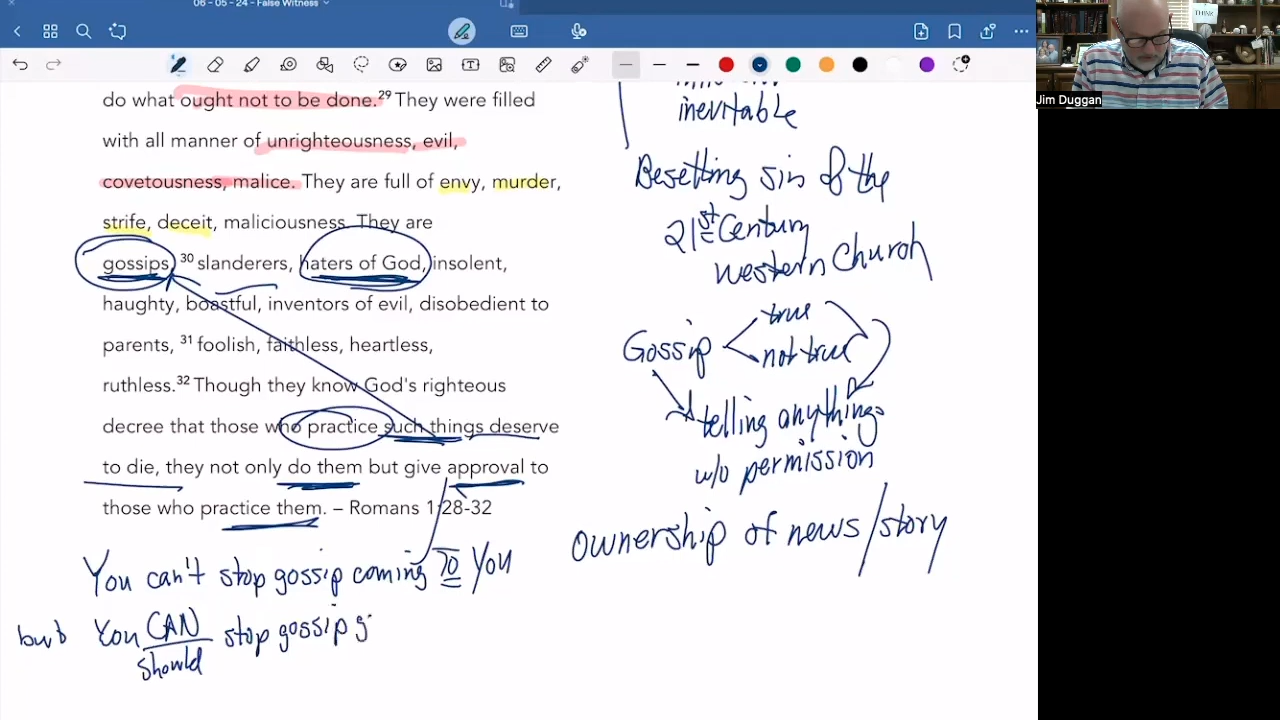 06 - 05 - 24 - False Witness
THINK
Jim Duggan
do what ought not to be done.²⁹ They were filled
with all manner of unrighteousness, evil,
covetousness, malice. They are full of envy, murder,
strife, deceit, maliciousness. They are
gossips, ³⁰ slanderers, haters of God, insolent,
haughty, boastful, inventors of evil, disobedient to
parents, ³¹ foolish, faithless, heartless,
ruthless.³² Though they know God's righteous
decree that those who practice such things deserve
to die, they not only do them but give approval to
those who practice them. – Romans 1:28-32
You can't stop gossip coming TO You
but You CAN stop gossip g
should
inevitable
Besetting sin of the
21st Century
Western Church
Gossip true
not true
telling anything
w/o permission
ownership of news/story